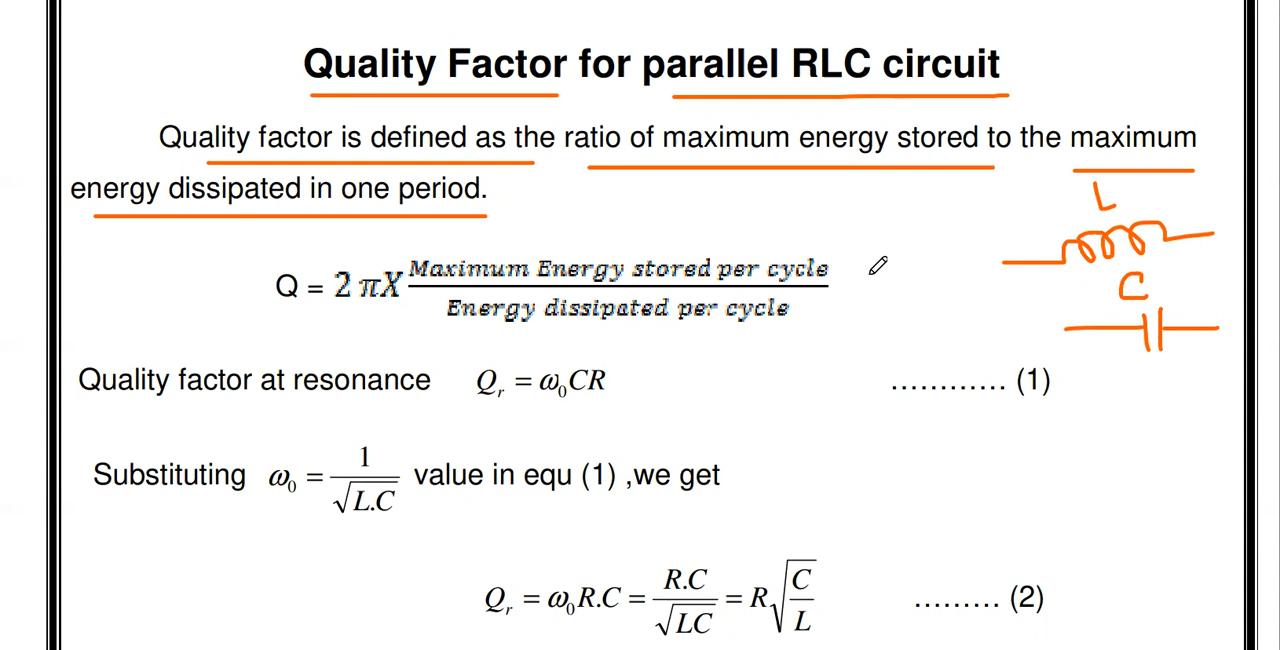 Quality Factor for parallel RLC circuit
Quality factor is defined as the ratio of maximum energy stored to the maximum
energy dissipated in one period.
L
Q = 2 πX Maximum Energy stored per cycle / Energy dissipated per cycle
C
Quality factor at resonance Qᵣ = ω₀CR ………… (1)
Substituting ω₀ = 1/√L.C value in equ (1) ,we get
Qᵣ = ω₀R.C = R.C/√LC = R√C/L ……… (2)